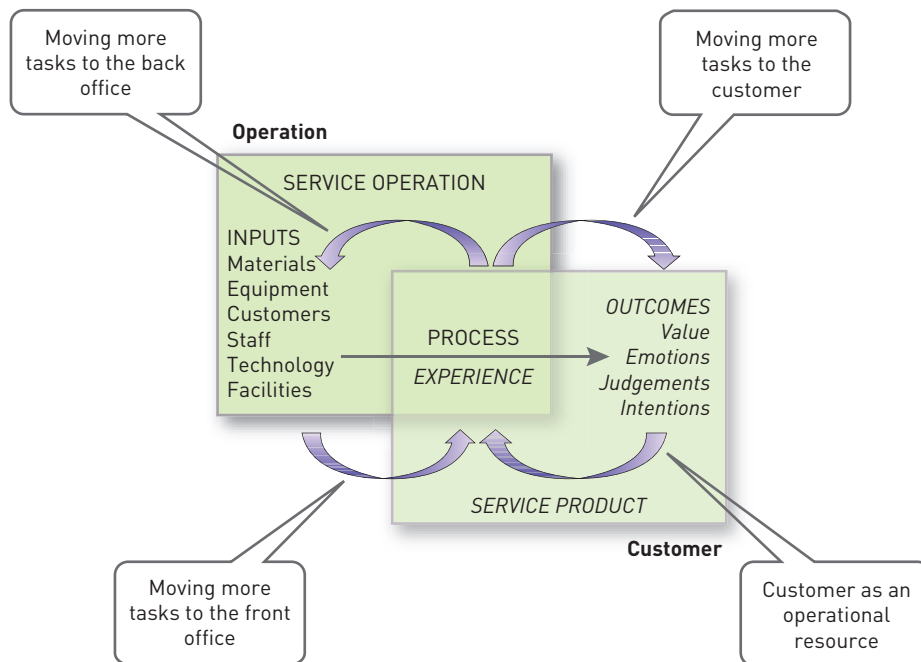 Moving more
tasks to the back
office
Moving more
tasks to the
customer
Operation
SERVICE OPERATION
INPUTS
Materials
Equipment
Customers
Staff
Technology
Facilities
PROCESS
EXPERIENCE
OUTCOMES
Value
Emotions
Judgements
Intentions
SERVICE PRODUCT
Customer
Moving more
tasks to the front
office
Customer as an
operational
resource